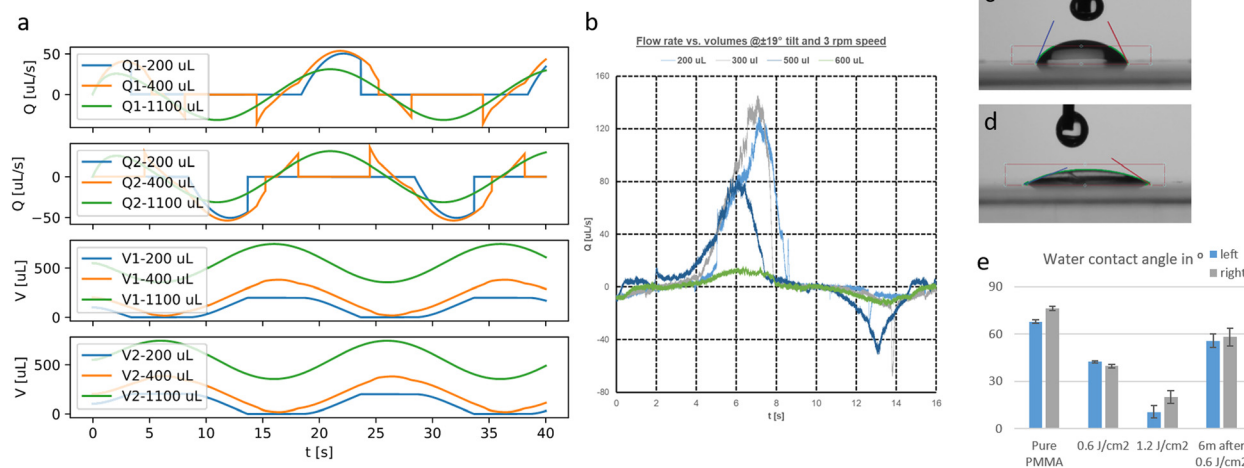 a
50
0
Q [uL/s]
Q1-200 uL
Q1-400 uL
Q1-1100 uL
0
−50
Q [uL/s]
Q2-200 uL
Q2-400 uL
Q2-1100 uL
500
0
V [uL]
V1-200 uL
V1-400 uL
V1-1100 uL
500
0
V [uL]
V2-200 uL
V2-400 uL
V2-1100 uL
0 5 10 15 20 25 30 35 40
t [s]
b
Flow rate vs. volumes @±19° tilt and 3 rpm speed
200 uL 300 ul 500 ul 600 uL
160
120
80
40
0
-40
-80
Q [uL/s]
0 2 4 6 8 10 12 14 16
t [s]
d
e
Water contact angle in °
left
right
90
60
30
0
Pure PMMA 0.6 J/cm2 1.2 J/cm2 6m after 0.6 J/cm2